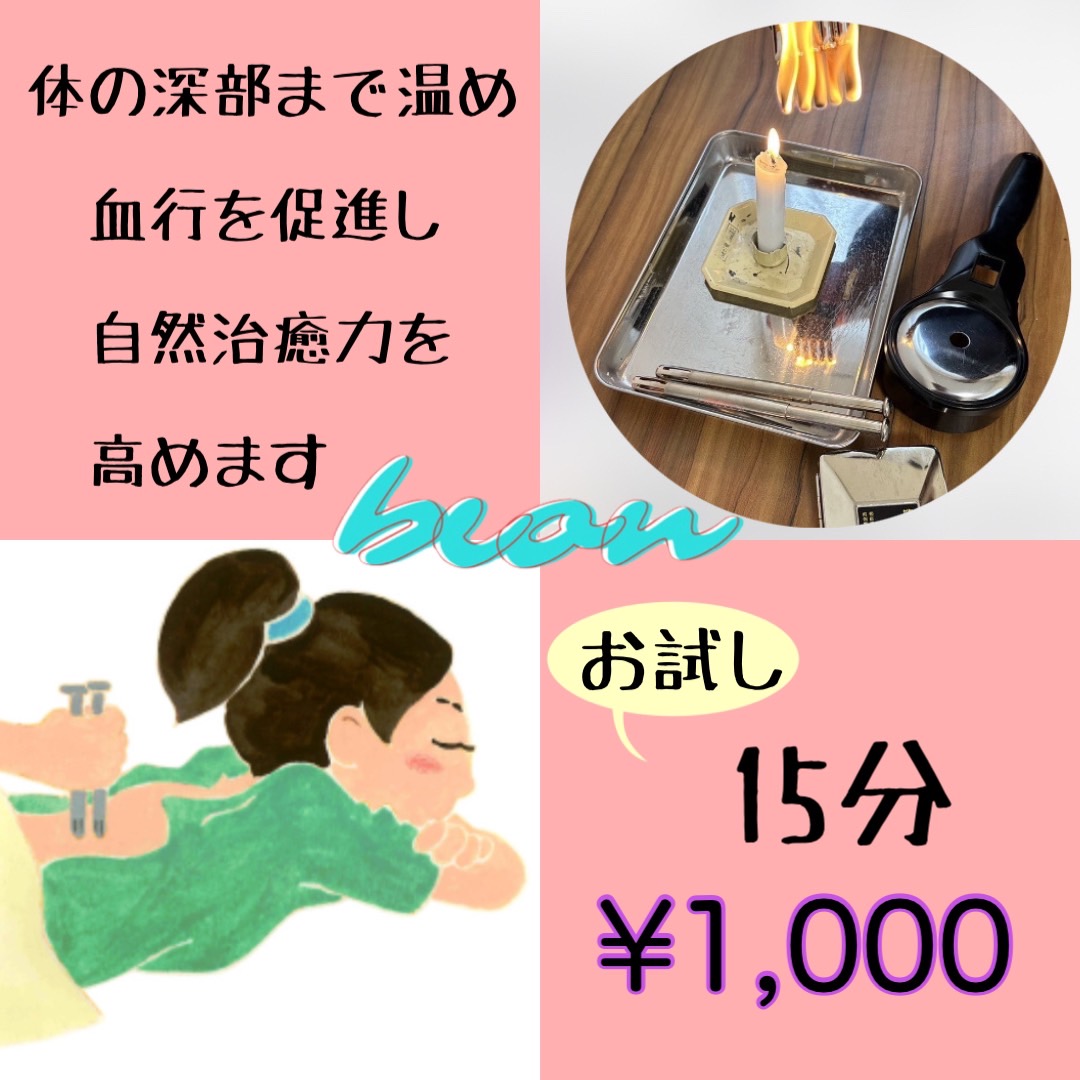 体の深部まで温め
血行を促進し
自然治癒力を
高めます
bean
お試し
15分
¥1,000